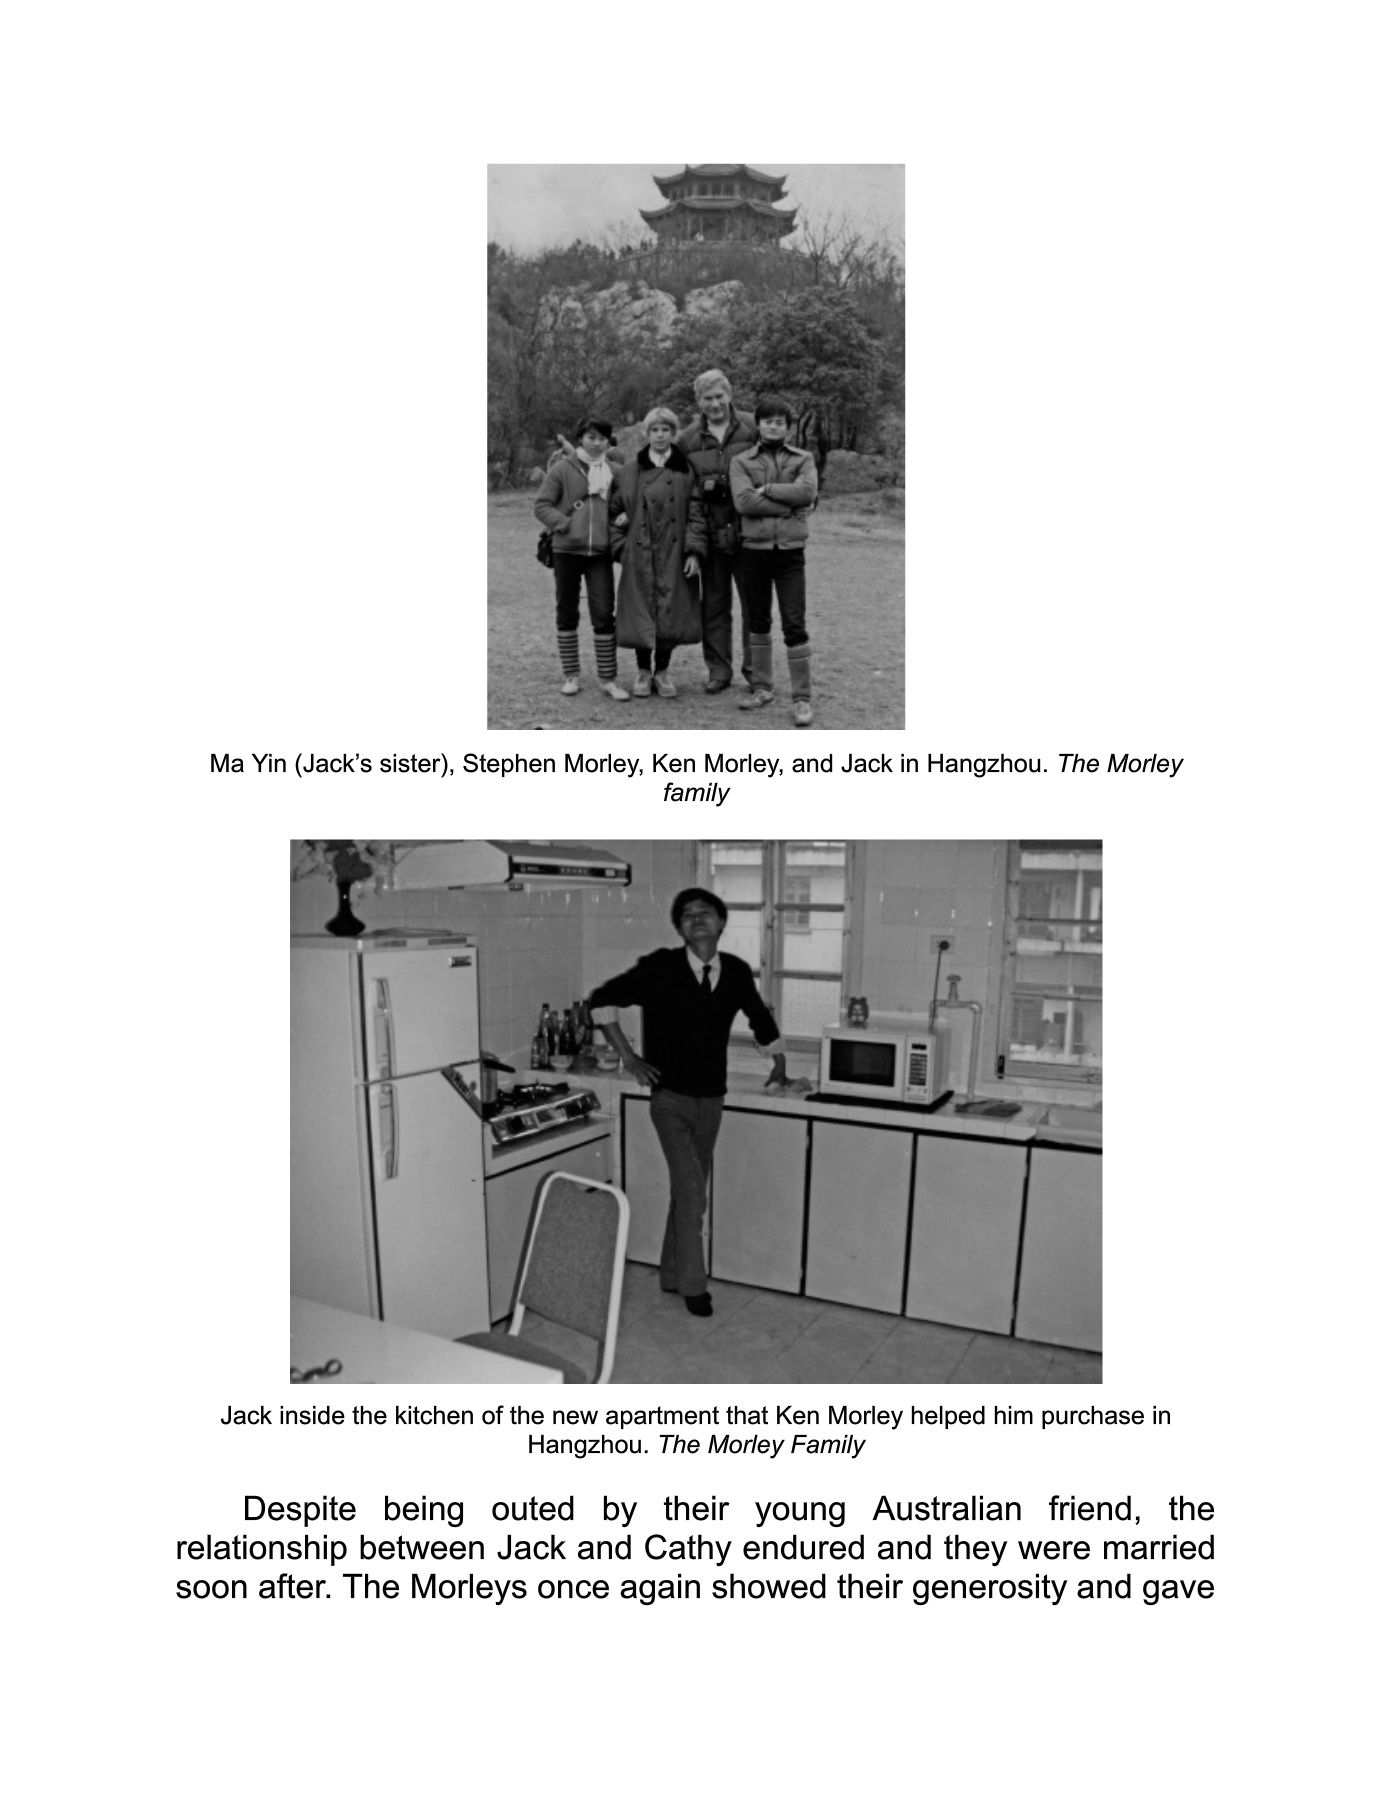 Ma Yin (Jack’s sister), Stephen Morley, Ken Morley, and Jack in Hangzhou. The Morley
family
Jack inside the kitchen of the new apartment that Ken Morley helped him purchase in
Hangzhou. The Morley Family
Despite being outed by their young Australian friend, the
relationship between Jack and Cathy endured and they were married
soon after. The Morleys once again showed their generosity and gave